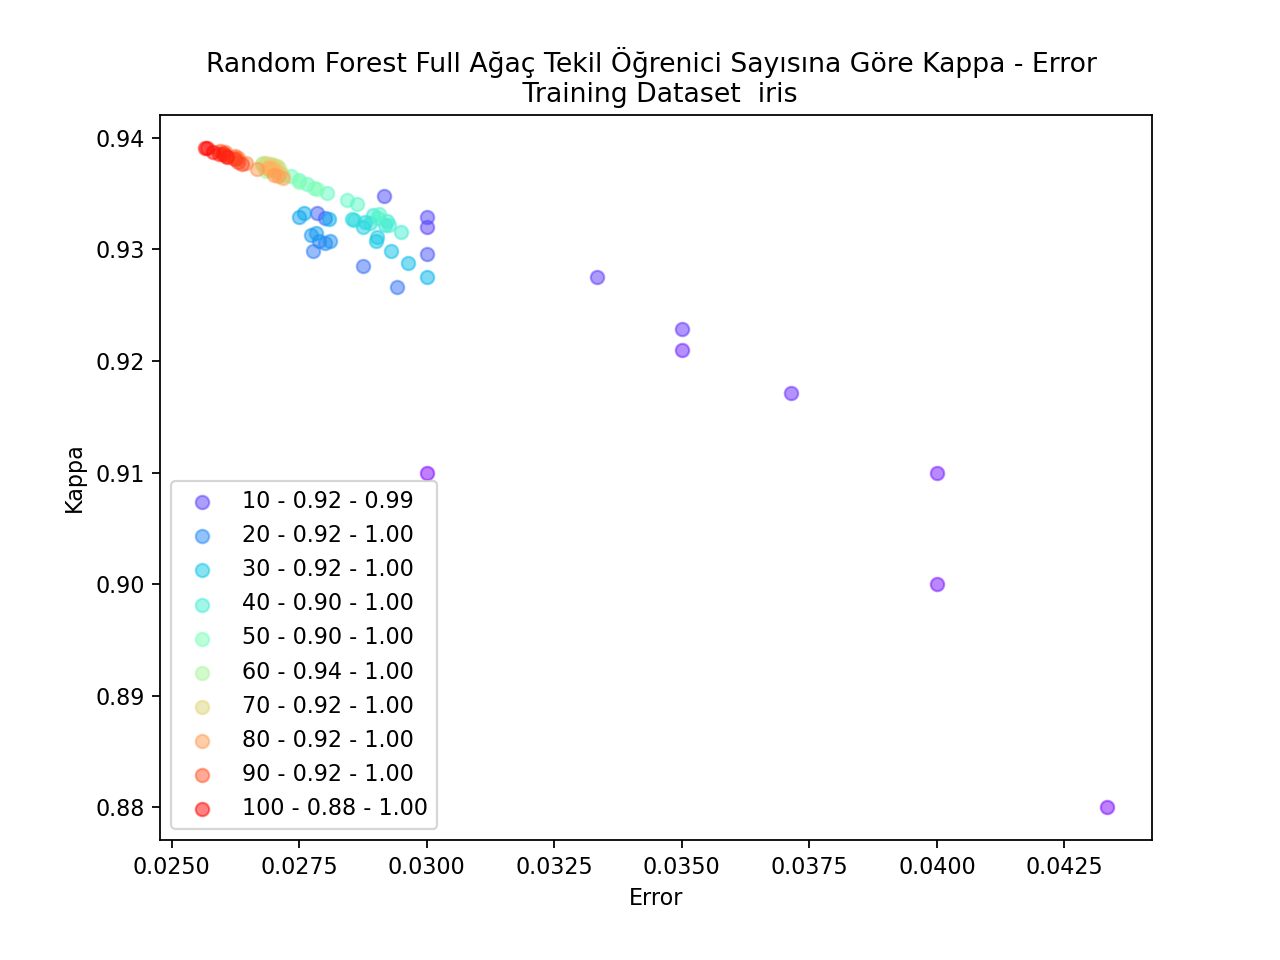 Random Forest Full Ağaç Tekil Öğrenici Sayısına Göre Kappa - Error
Training Dataset  iris
0.94
0.93
0.92
0.91
0.90
0.89
0.88
Kappa
10 - 0.92 - 0.99
20 - 0.92 - 1.00
30 - 0.92 - 1.00
40 - 0.90 - 1.00
50 - 0.90 - 1.00
60 - 0.94 - 1.00
70 - 0.92 - 1.00
80 - 0.92 - 1.00
90 - 0.92 - 1.00
100 - 0.88 - 1.00
0.0250 0.0275 0.0300 0.0325 0.0350 0.0375 0.0400 0.0425
Error